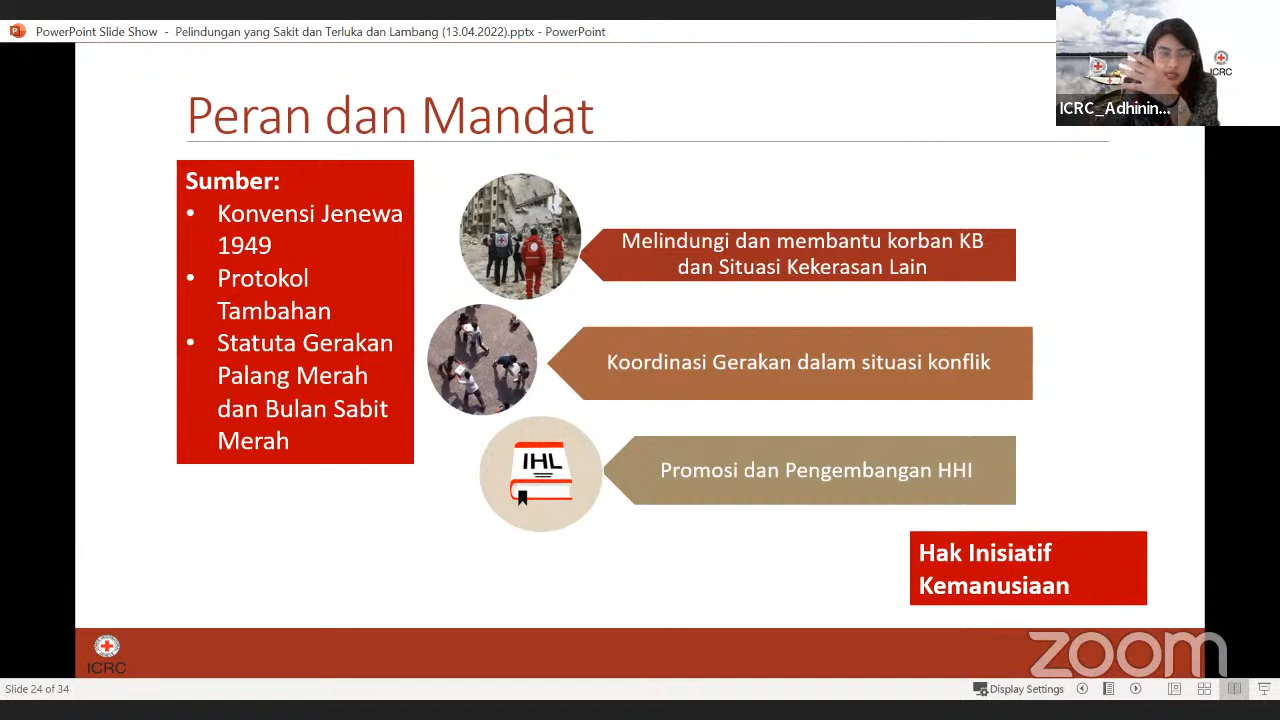 PowerPoint Slide Show - Pelindungan yang Sakit dan Terluka dan Lambang (13.04.2022).pptx - PowerPoint
ICRC
ICRC_Adhinin...
Peran dan Mandat
Sumber:
• Konvensi Jenewa
1949
• Protokol
Tambahan
• Statuta Gerakan
Palang Merah
dan Bulan Sabit
Merah
Melindungi dan membantu korban KB
dan Situasi Kekerasan Lain
Koordinasi Gerakan dalam situasi konflik
IHL
Promosi dan Pengembangan HHI
Hak Inisiatif
Kemanusiaan
ICRC
zoom
Slide 24 of 34
Display Settings